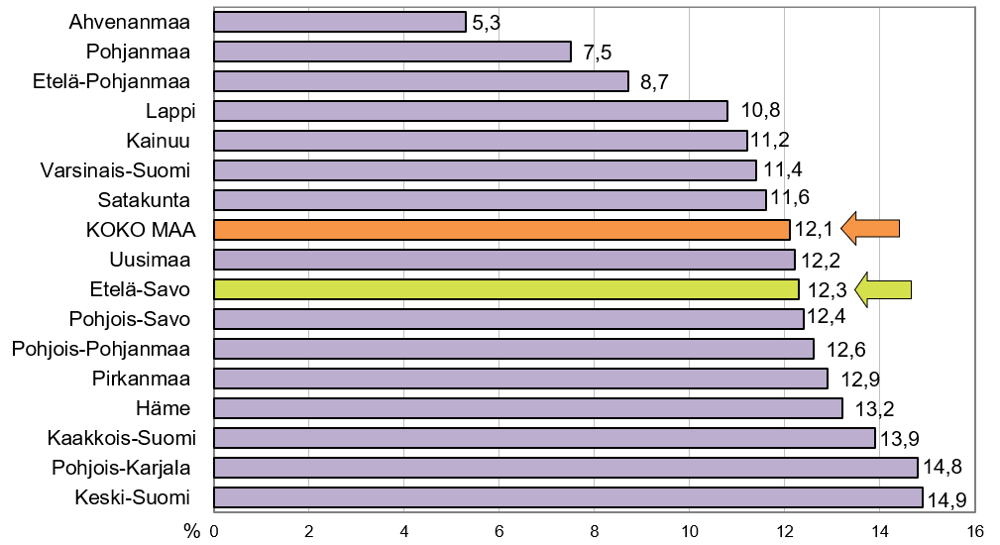 Ahvenanmaa 5,3
Pohjanmaa 7,5
Etelä-Pohjanmaa 8,7
Lappi 10,8
Kainuu 11,2
Varsinais-Suomi 11,4
Satakunta 11,6
KOKO MAA 12,1
Uusimaa 12,2
Etelä-Savo 12,3
Pohjois-Savo 12,4
Pohjois-Pohjanmaa 12,6
Pirkanmaa 12,9
Häme 13,2
Kaakkois-Suomi 13,9
Pohjois-Karjala 14,8
Keski-Suomi 14,9
% 0 2 4 6 8 10 12 14 16